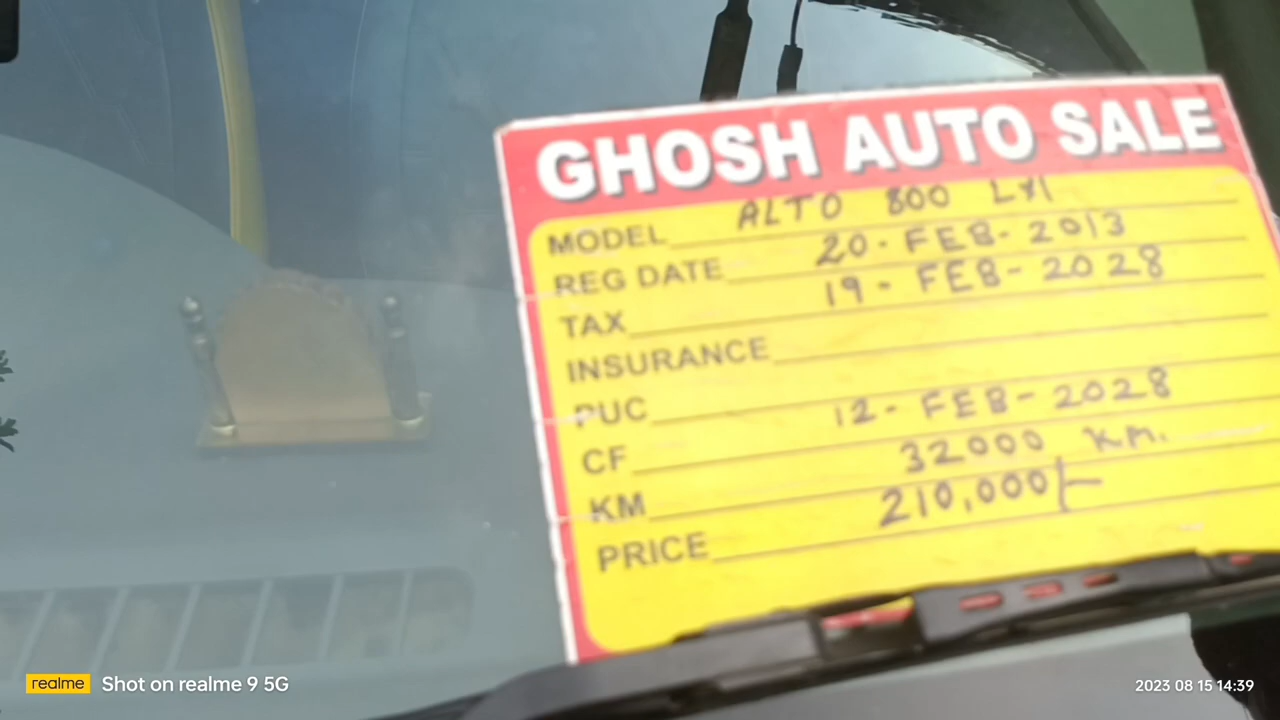 GHOSH AUTO SALE
MODEL ALTO 800 LXI
REG DATE 20-FEB-2013
TAX 19-FEB-2028
INSURANCE
PUC
CF 12-FEB-2028
KM 32000 KM.
PRICE 210,000/-
realme Shot on realme 9 5G
2023 08 15 14:39